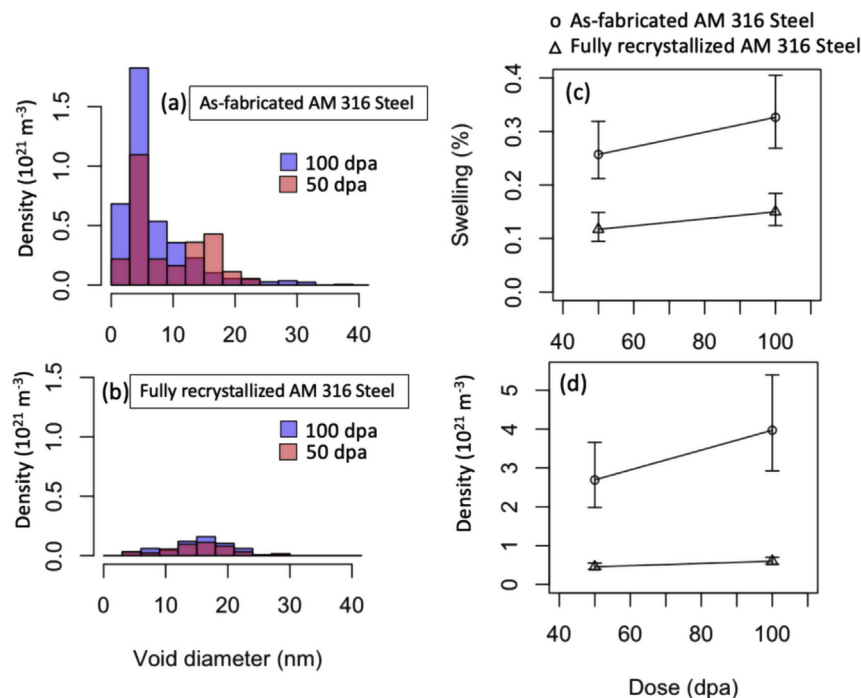 As-fabricated AM 316 Steel
Fully recrystallized AM 316 Steel
(a)
As-fabricated AM 316 Steel
100 dpa
50 dpa
Density (10²¹ m⁻³)
0.0
0.5
1.0
1.5
0 10 20 30 40
(b)
Fully recrystallized AM 316 Steel
100 dpa
50 dpa
Density (10²¹ m⁻³)
0.0
0.5
1.0
1.5
0 10 20 30 40
Void diameter (nm)
(c)
Swelling (%)
0.0
0.1
0.2
0.3
0.4
40 60 80 100
(d)
Density (10²¹ m⁻³)
0
1
2
3
4
5
40 60 80 100
Dose (dpa)